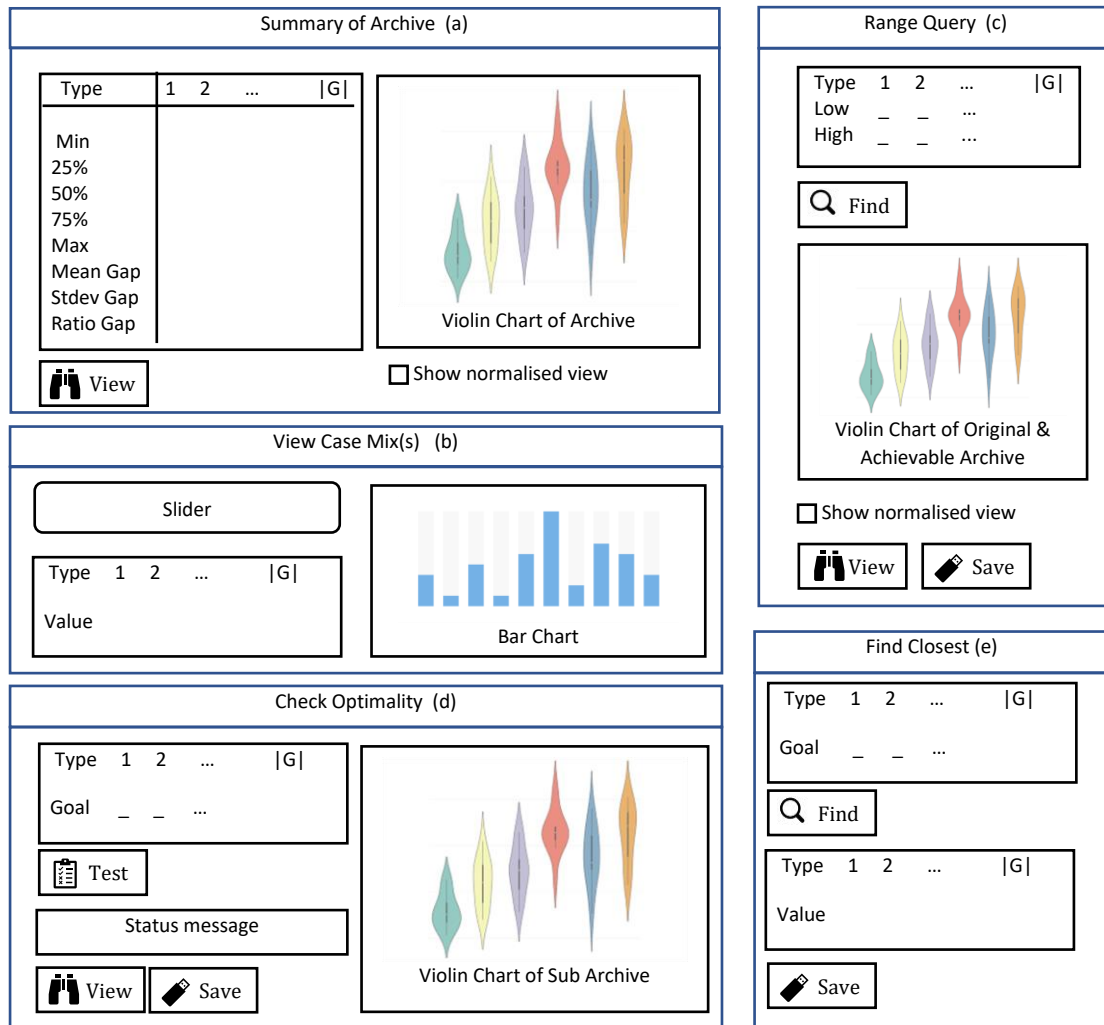 Summary of Archive (a)
Type 1 2 ... |G|
Min
25%
50%
75%
Max
Mean Gap
Stdev Gap
Ratio Gap
View
Violin Chart of Archive
Show normalised view
View Case Mix(s) (b)
Slider
Type 1 2 ... |G|
Value
Bar Chart
Check Optimality (d)
Type 1 2 ... |G|
Goal _ _ ...
Test
Status message
View
Save
Violin Chart of Sub Archive
Range Query (c)
Type 1 2 ... |G|
Low _ _ ...
High _ _ ...
Find
Violin Chart of Original &
Achievable Archive
Show normalised view
View
Save
Find Closest (e)
Type 1 2 ... |G|
Goal _ _ ...
Find
Type 1 2 ... |G|
Value
Save